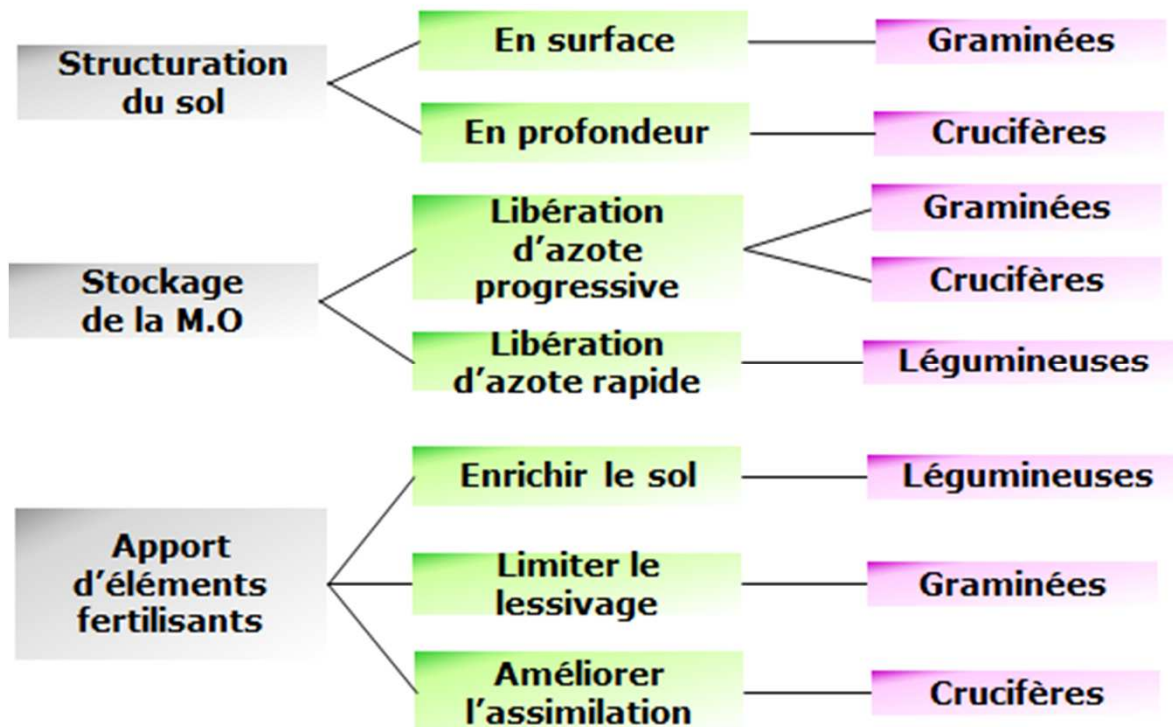 Structuration
du sol
En surface
Graminées
En profondeur
Crucifères
Stockage
de la M.O
Libération
d'azote
progressive
Graminées
Crucifères
Libération
d'azote rapide
Légumineuses
Apport
d'éléments
fertilisants
Enrichir le sol
Légumineuses
Limiter le
lessivage
Graminées
Améliorer
l'assimilation
Crucifères